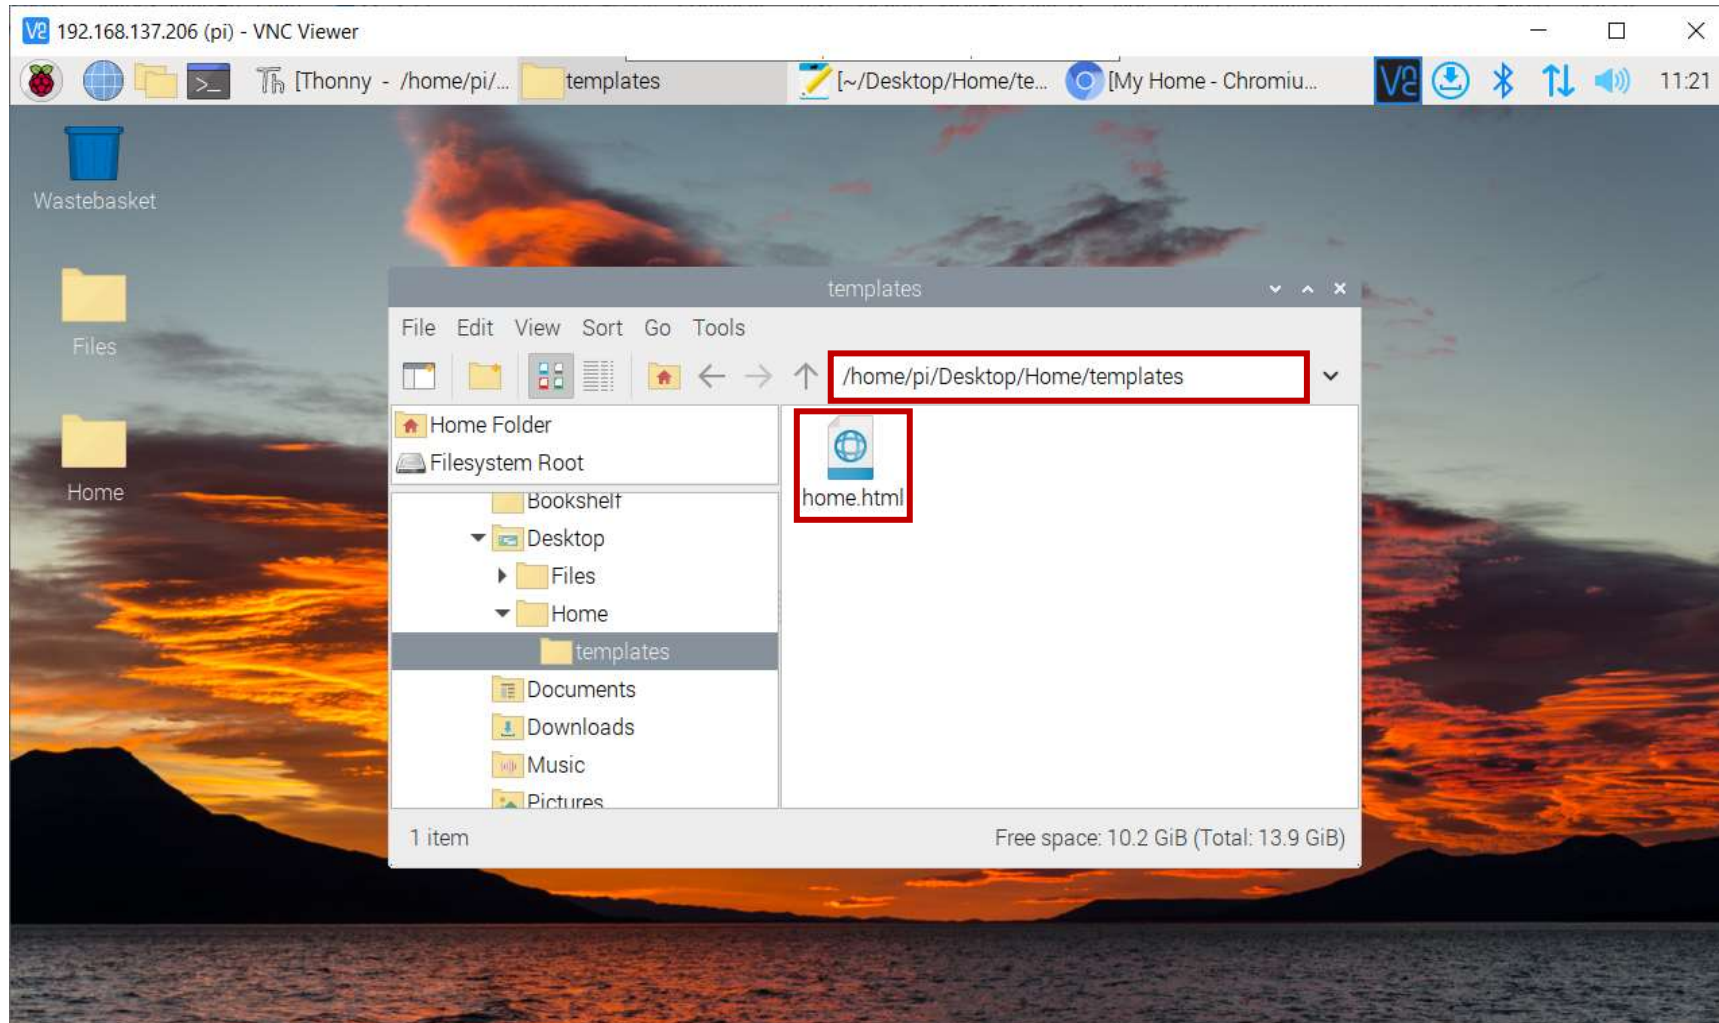 192.168.137.206 (pi) - VNC Viewer
[Thonny - /home/pi/... templates [~/Desktop/Home/te... [My Home - Chromiu... 11:21
Wastebasket
Files
Home
templates
File Edit View Sort Go Tools
/home/pi/Desktop/Home/templates
Home Folder
Filesystem Root
Bookshelf
Desktop
Files
Home
templates
Documents
Downloads
Music
Pictures
home.html
1 item Free space: 10.2 GiB (Total: 13.9 GiB)